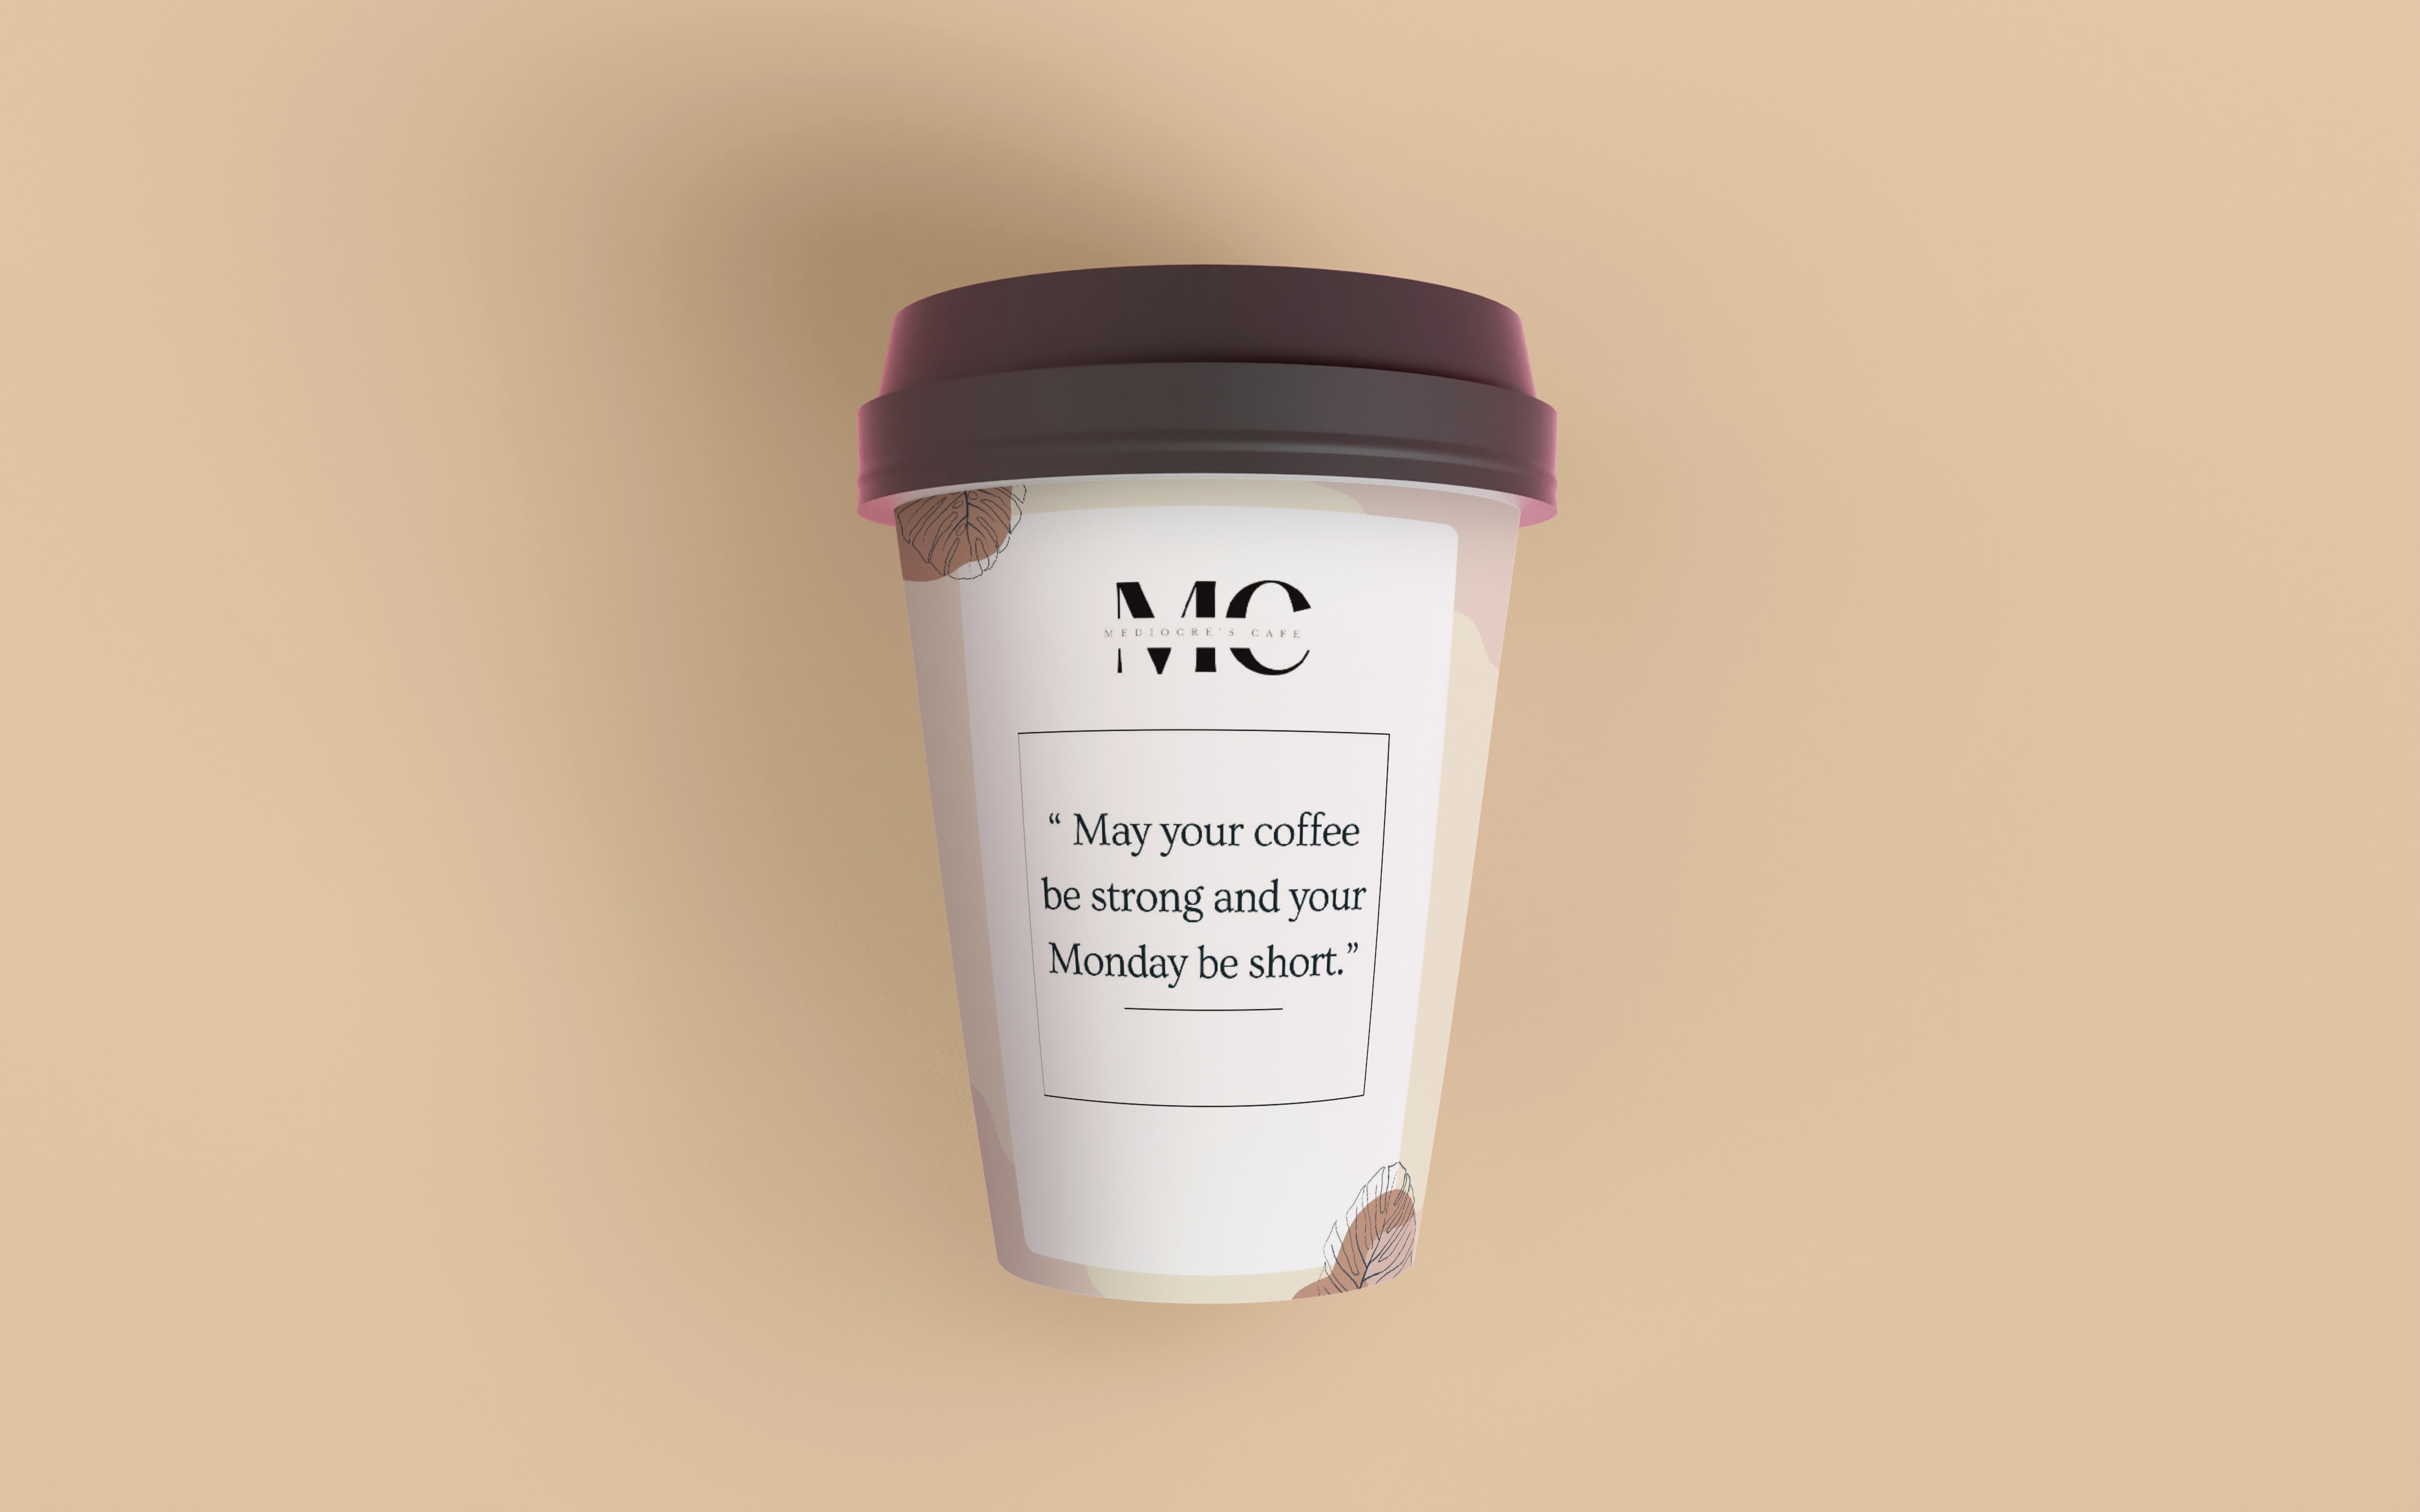 MC
MEDIOCRE'S CAFE
“ May your coffee
be strong and your
Monday be short.”